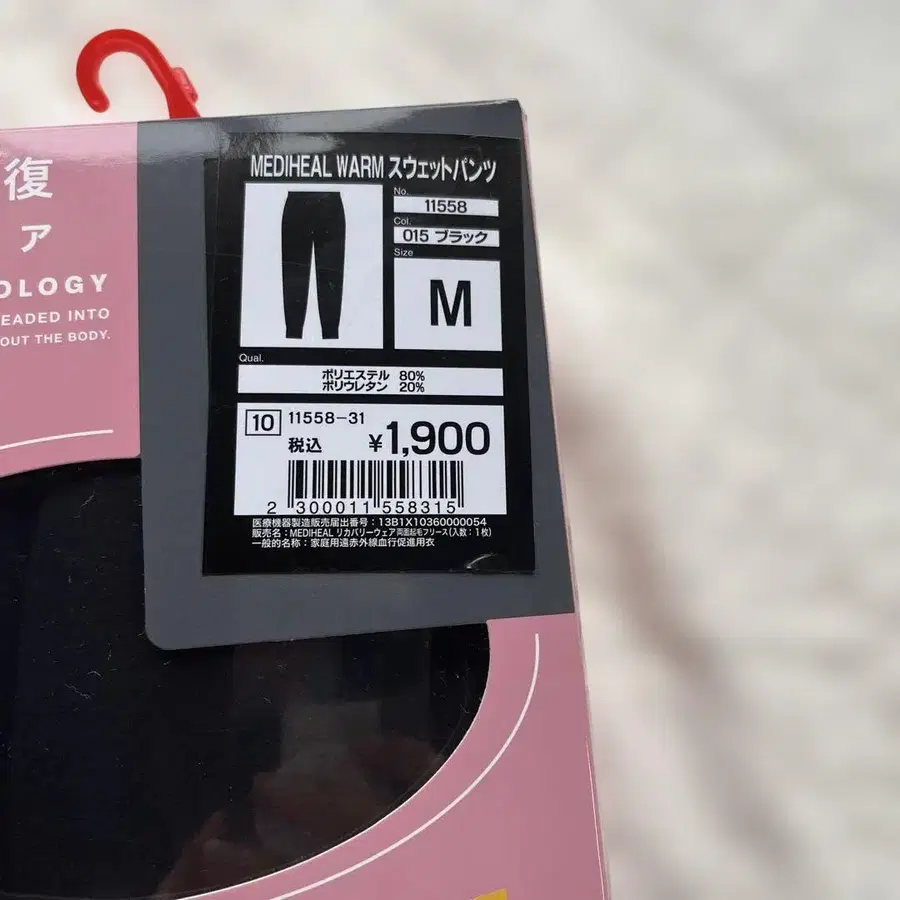 復
ア
OLOGY
EADED INTO
OUT THE BODY.
MEDIHEAL WARM スウェットパンツ
No.
11558
Col.
015 ブラック
Size
M
Qual.
ポリエステル 80%
ポリウレタン 20%
10 11558-31
税込 ¥1,900
2 300011 558315
医療機器製造販売届出番号：13B1X10360000054
販売名：MEDIHEAL リカバリーウェア 両面起毛フリース(入数：1枚)
一般的名称：家庭用遠赤外線血行促進用衣